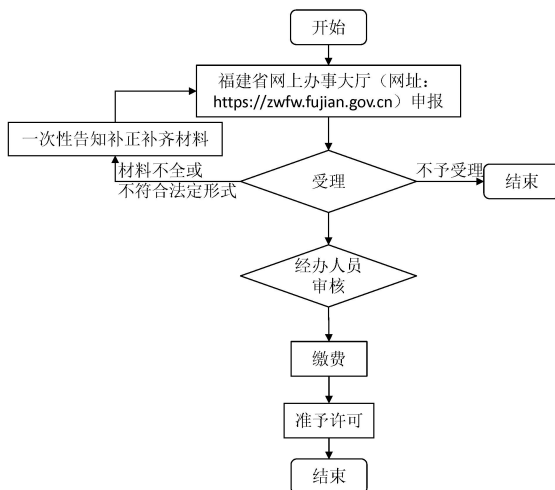 开始
福建省网上办事大厅（网址：
https://zwfw.fujian.gov.cn）申报
一次性告知补正补齐材料
材料不全或
不符合法定形式
受理
不予受理
结束
经办人员
审核
缴费
准予许可
结束